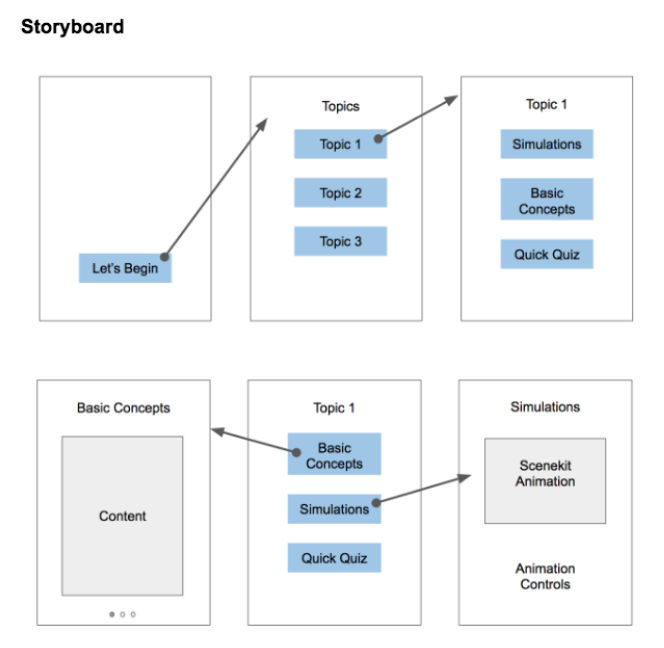 Storyboard
Let's Begin
Topics
Topic 1
Topic 2
Topic 3
Topic 1
Simulations
Basic
Concepts
Quick Quiz
Basic Concepts
Content
Topic 1
Basic
Concepts
Simulations
Quick Quiz
Simulations
Scenekit
Animation
Animation
Controls